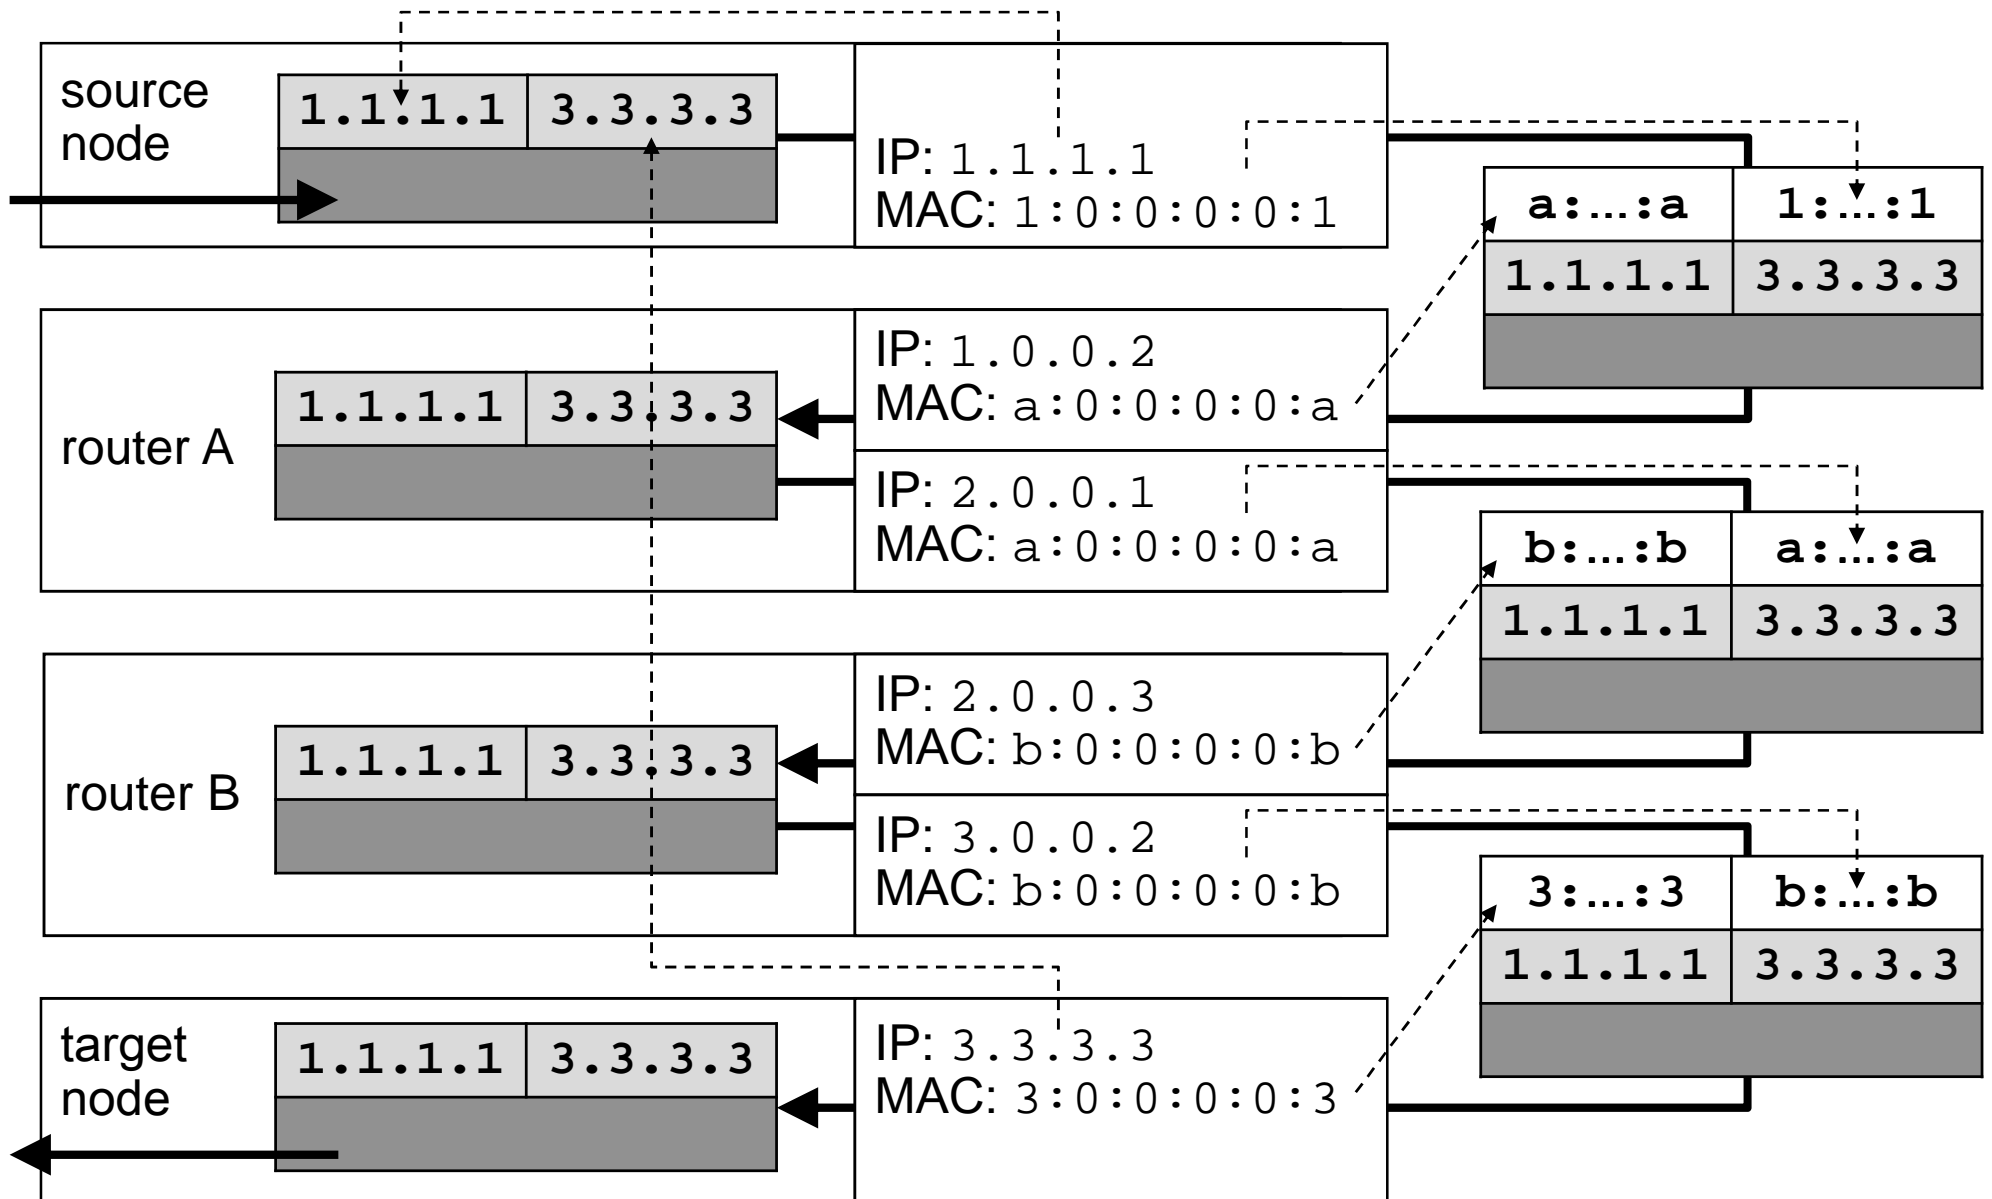 source
node
1.1.1.1 3.3.3.3
IP: 1.1.1.1
MAC: 1:0:0:0:0:1
a:…:a 1:…:1
1.1.1.1 3.3.3.3
router A
1.1.1.1 3.3.3.3
IP: 1.0.0.2
MAC: a:0:0:0:0:a
IP: 2.0.0.1
MAC: a:0:0:0:0:a
b:…:b a:…:a
1.1.1.1 3.3.3.3
router B
1.1.1.1 3.3.3.3
IP: 2.0.0.3
MAC: b:0:0:0:0:b
IP: 3.0.0.2
MAC: b:0:0:0:0:b
3:…:3 b:…:b
1.1.1.1 3.3.3.3
target
node
1.1.1.1 3.3.3.3
IP: 3.3.3.3
MAC: 3:0:0:0:0:3